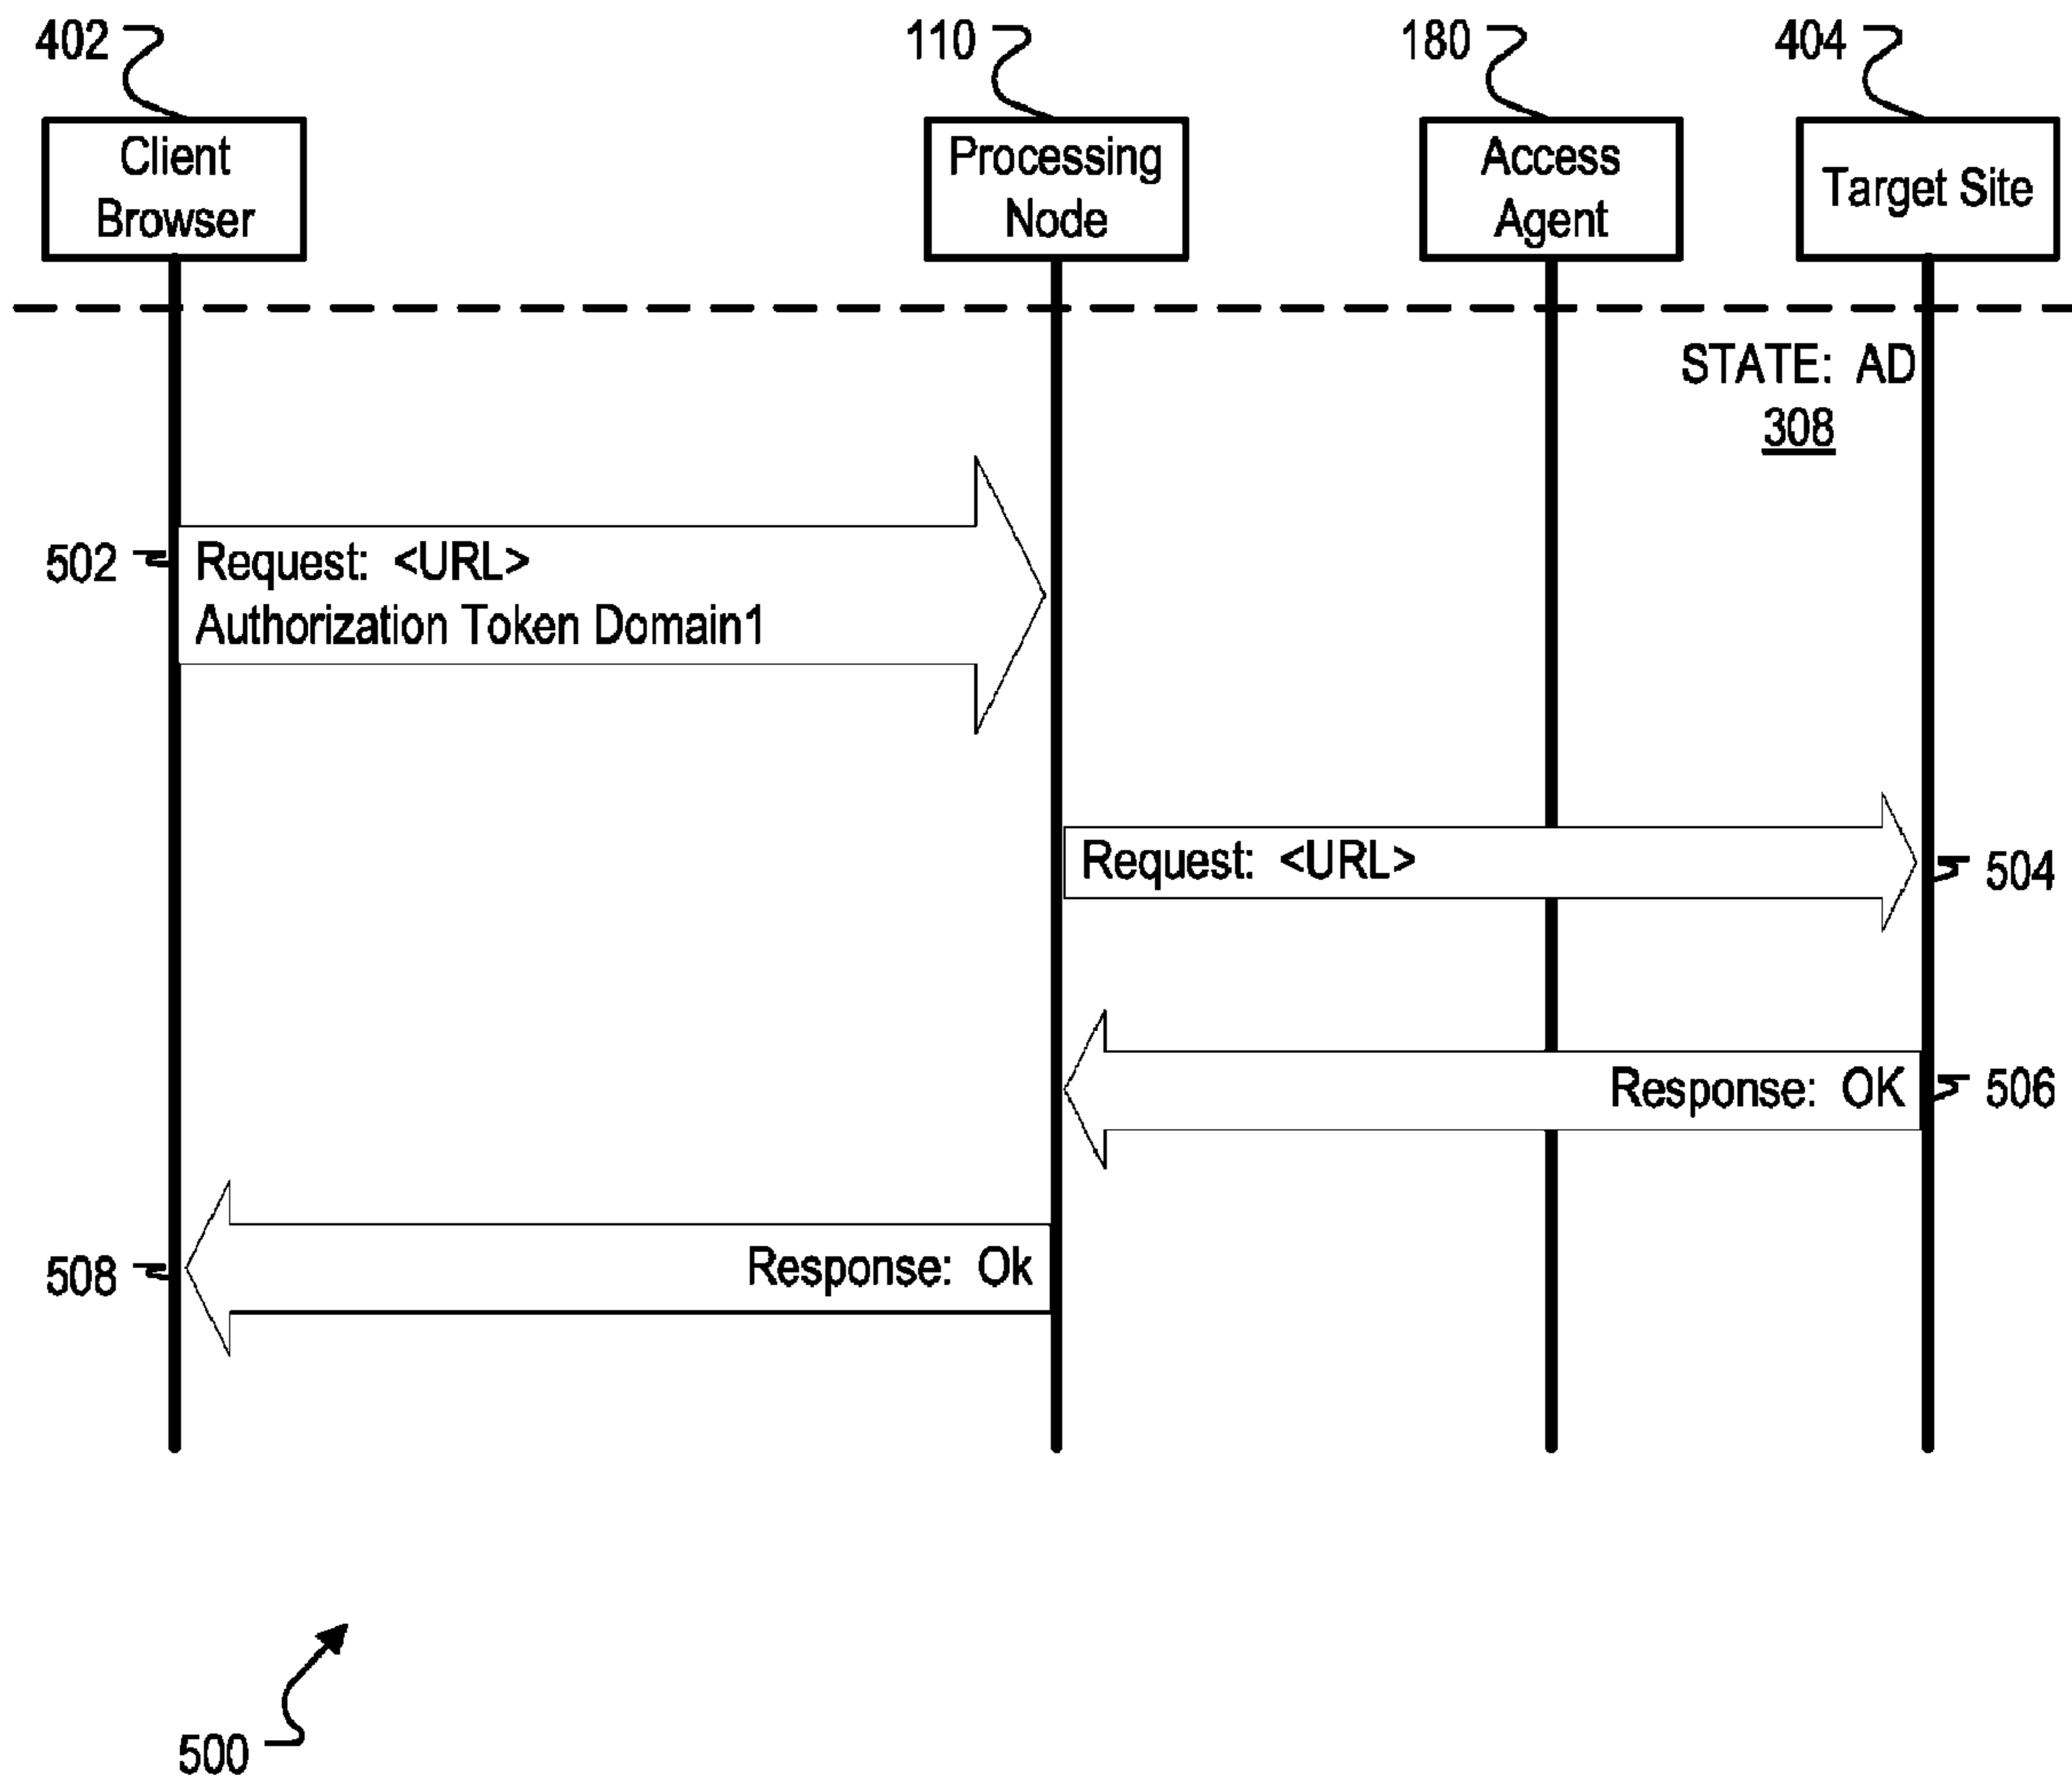 402
110
180
404
Client
Browser
Processing
Node
Access
Agent
Target Site
STATE: AD
308
502
Request: <URL>
Authorization Token Domain1
Request: <URL>
504
Response: OK
506
508
Response: Ok
500